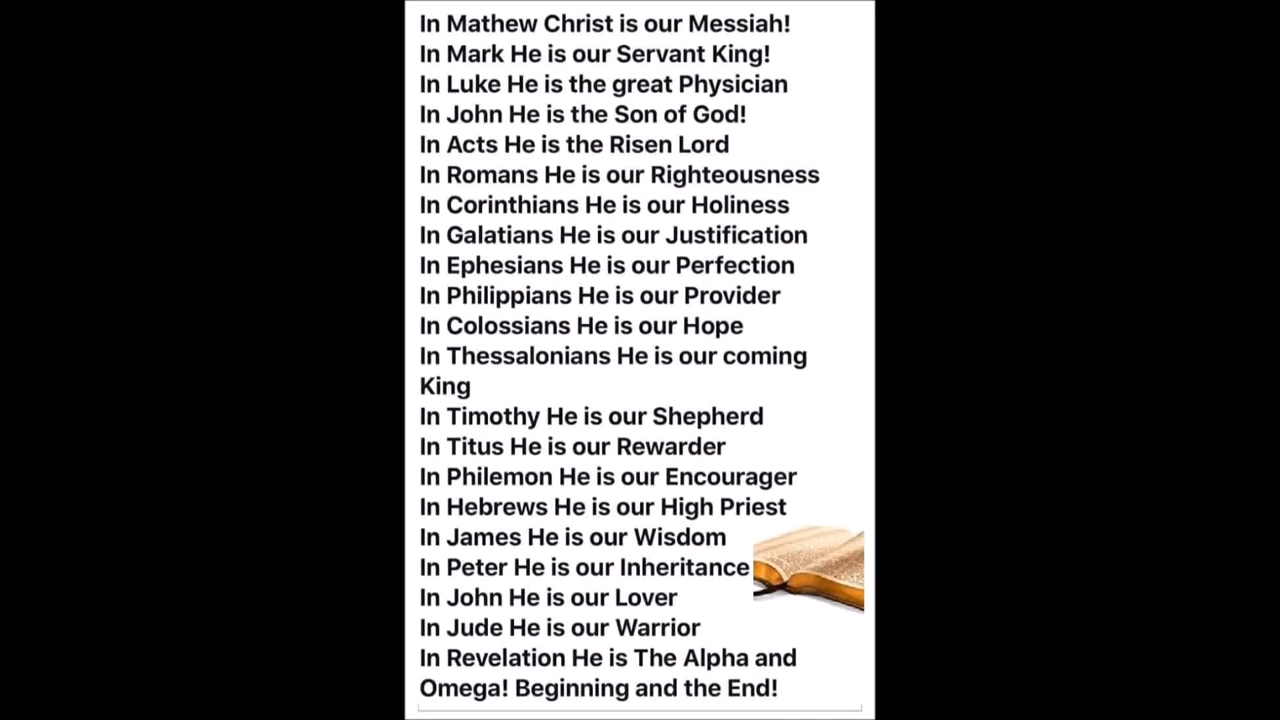 In Mathew Christ is our Messiah!
In Mark He is our Servant King!
In Luke He is the great Physician
In John He is the Son of God!
In Acts He is the Risen Lord
In Romans He is our Righteousness
In Corinthians He is our Holiness
In Galatians He is our Justification
In Ephesians He is our Perfection
In Philippians He is our Provider
In Colossians He is our Hope
In Thessalonians He is our coming
King
In Timothy He is our Shepherd
In Titus He is our Rewarder
In Philemon He is our Encourager
In Hebrews He is our High Priest
In James He is our Wisdom
In Peter He is our Inheritance
In John He is our Lover
In Jude He is our Warrior
In Revelation He is The Alpha and
Omega! Beginning and the End!